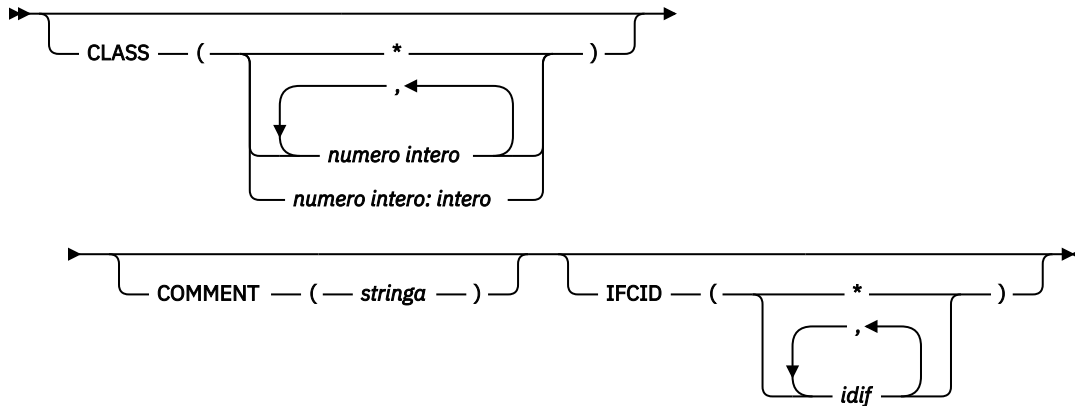 CLASS ( * )
,
numero intero
numero intero: intero
COMMENT ( stringa ) IFCID ( * )
,
idif